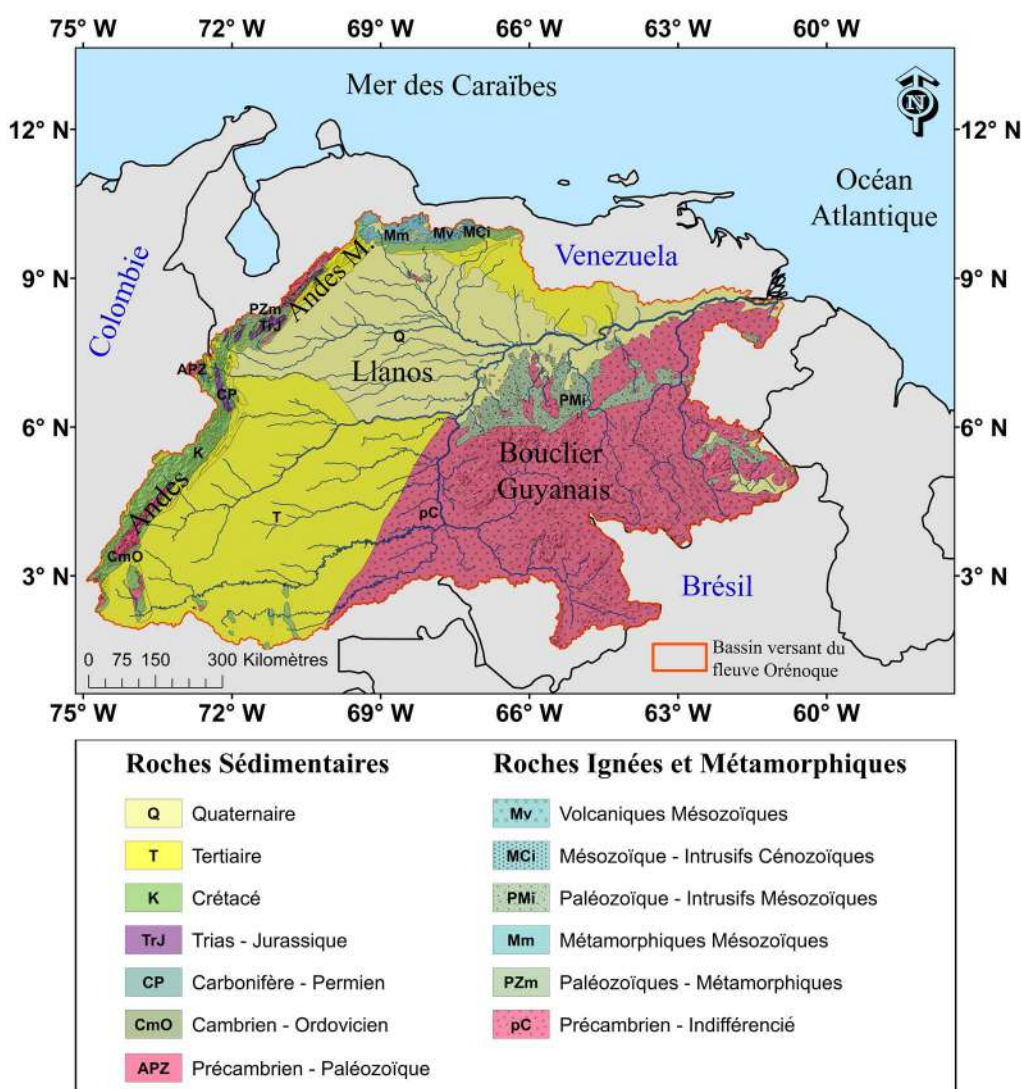 75° W 72° W 69° W 66° W 63° W 60° W
Mer des Caraïbes
N
12° N 12° N
Océan
Atlantique
Mm Mv MCi
Venezuela
Colombie
Andes M.
9° N 9° N
PZm
TrJ
Q
APZ
Llanos
CP
PMi
6° N 6° N
K
Bouclier
Guyanais
Andes
T
pC
CmO
3° N 3° N
Brésil
0 75 150 300 Kilomètres
Bassin versant du
fleuve Orénoque
75° W 72° W 69° W 66° W 63° W 60° W
Roches Sédimentaires
Q Quaternaire
T Tertiaire
K Crétacé
TrJ Trias - Jurassique
CP Carbonifère - Permien
CmO Cambrien - Ordovicien
APZ Précambrien - Paléozoïque
Roches Ignées et Métamorphiques
Mv Volcaniques Mésozoïques
MCi Mésozoïque - Intrusifs Cénozoïques
PMi Paléozoïque - Intrusifs Mésozoïques
Mm Métamorphiques Mésozoïques
PZm Paléozoïques - Métamorphiques
pC Précambrien - Indifférencié